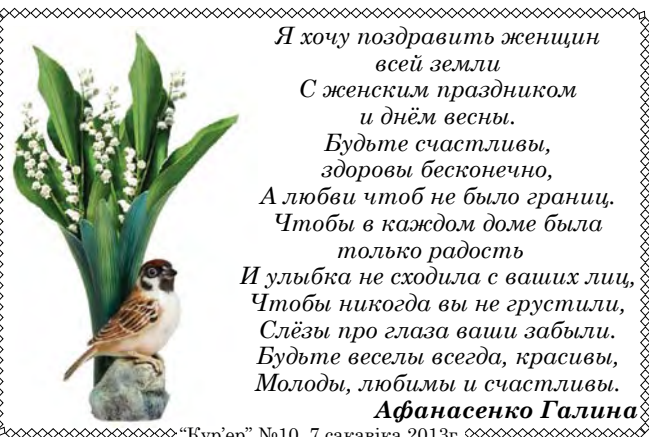 Я хочу поздравить женщин
всей земли
С женским праздником
и днём весны.
Будьте счастливы,
здоровы бесконечно,
А любви чтоб не было границ.
Чтобы в каждом доме была
только радость
И улыбка не сходила с ваших лиц,
Чтобы никогда вы не грустили,
Слёзы про глаза ваши забыли.
Будьте веселы всегда, красивы,
Молоды, любимы и счастливы.
Афанасенко Галина
"Кур'ер" №10, 7 сакавіка 2013г.